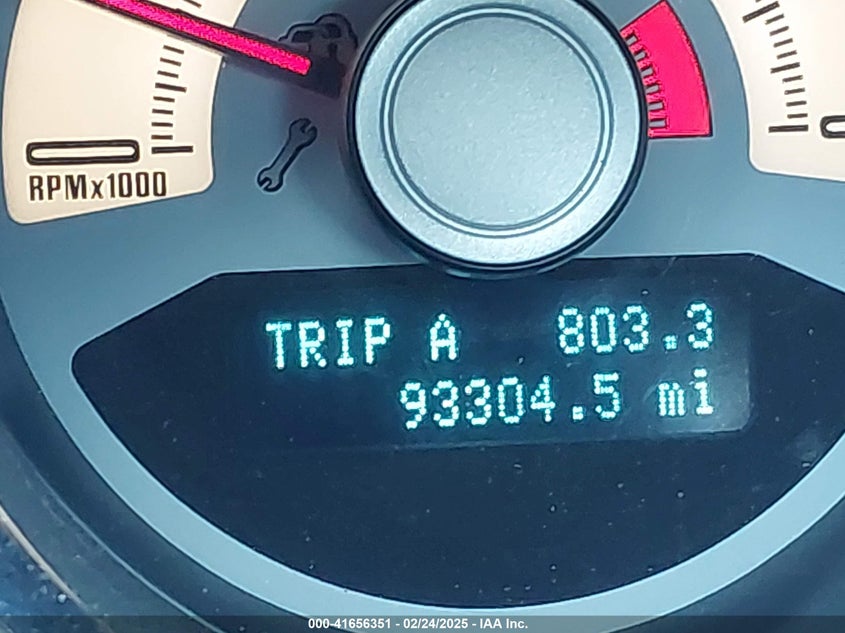 RPMx1000
TRIP A 803.3
93304.5 mi
000-41656351 - 02/24/2025 - IAA Inc.